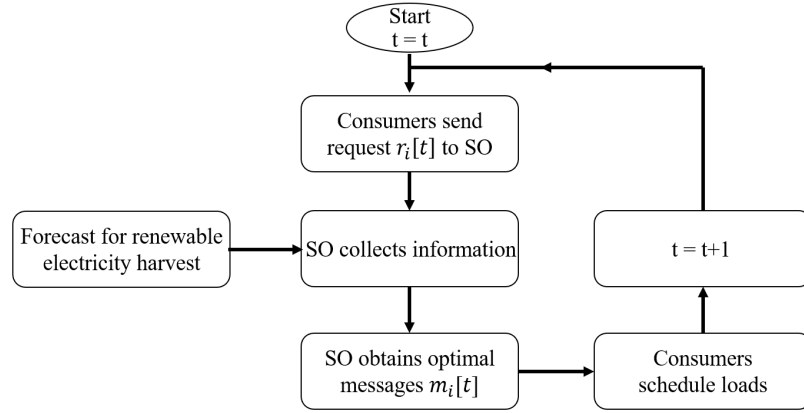 Start
t = t
Consumers send
request r_i[t] to SO
Forecast for renewable
electricity harvest
SO collects information
t = t+1
SO obtains optimal
messages m_i[t]
Consumers
schedule loads